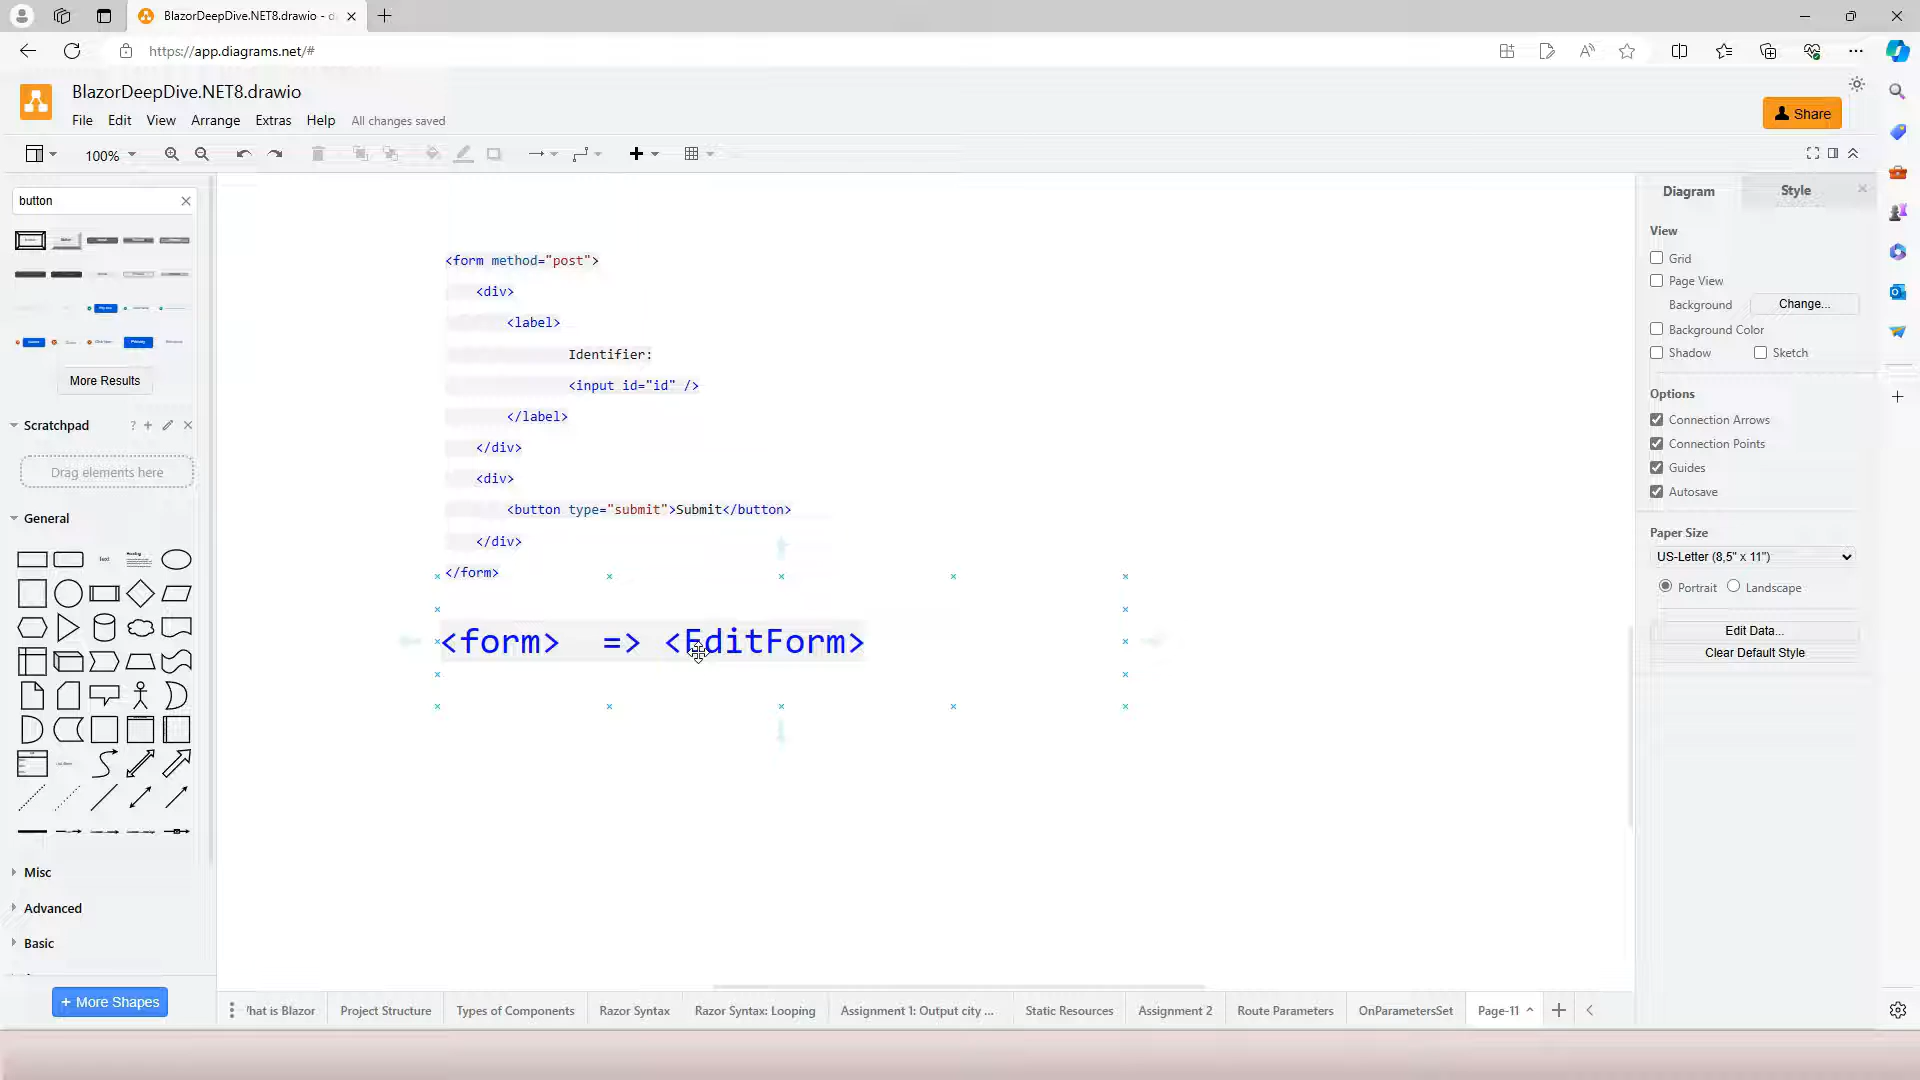 BlazorDeepDive.NET8.drawio - d
https://app.diagrams.net/#
BlazorDeepDive.NET8.drawio
File Edit View Arrange Extras Help All changes saved
Share
100%
button
More Results
Scratchpad
? + 
Drag elements here
General
Text
Heading
List Item
Misc
Advanced
Basic
+ More Shapes
<form method="post">
<div>
<label>
Identifier:
<input id="id" />
</label>
</div>
<div>
<button type="submit">Submit</button>
</div>
</form>
<form> => <EditForm>
Diagram Style
View
Grid
Page View
Background Change...
Background Color
Shadow Sketch
Options
Connection Arrows
Connection Points
Guides
Autosave
Paper Size
US-Letter (8,5" x 11")
Portrait Landscape
Edit Data...
Clear Default Style
hat is Blazor Project Structure Types of Components Razor Syntax Razor Syntax: Looping Assignment 1: Output city ... Static Resources Assignment 2 Route Parameters OnParametersSet Page-11